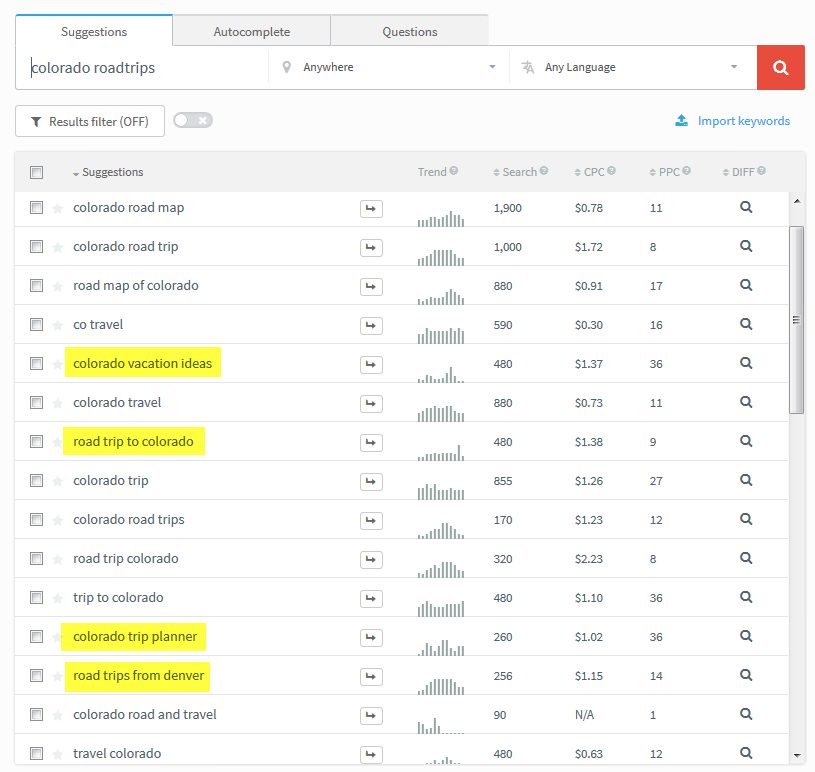 Suggestions Autocomplete Questions
colorado roadtrips Anywhere Any Language
Results filter (OFF) Import keywords
Suggestions Trend ? Search ? CPC ? PPC ? DIFF ?
colorado road map 1,900 $0.78 11
colorado road trip 1,000 $1.72 8
road map of colorado 880 $0.91 17
co travel 590 $0.30 16
colorado vacation ideas 480 $1.37 36
colorado travel 880 $0.73 11
road trip to colorado 480 $1.38 9
colorado trip 855 $1.26 27
colorado road trips 170 $1.23 12
road trip colorado 320 $2.23 8
trip to colorado 480 $1.10 36
colorado trip planner 260 $1.02 36
road trips from denver 256 $1.15 14
colorado road and travel 90 N/A 1
travel colorado 480 $0.63 12